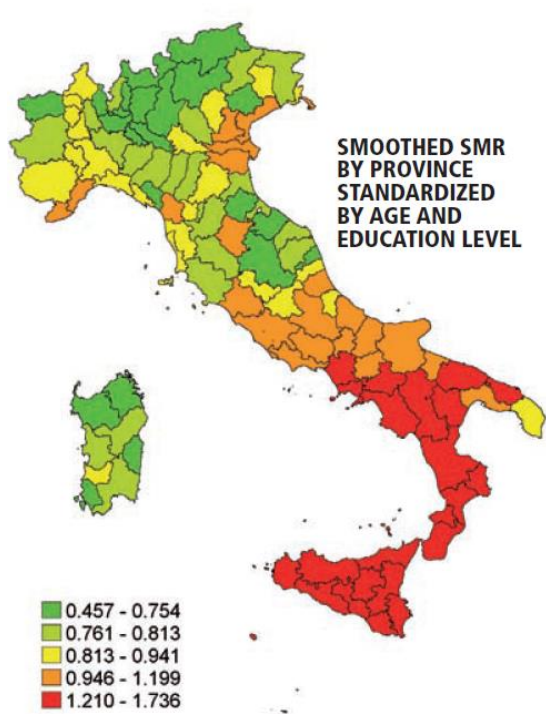 SMOOTHED SMR
BY PROVINCE
STANDARDIZED
BY AGE AND
EDUCATION LEVEL
0.457 - 0.754
0.761 - 0.813
0.813 - 0.941
0.946 - 1.199
1.210 - 1.736